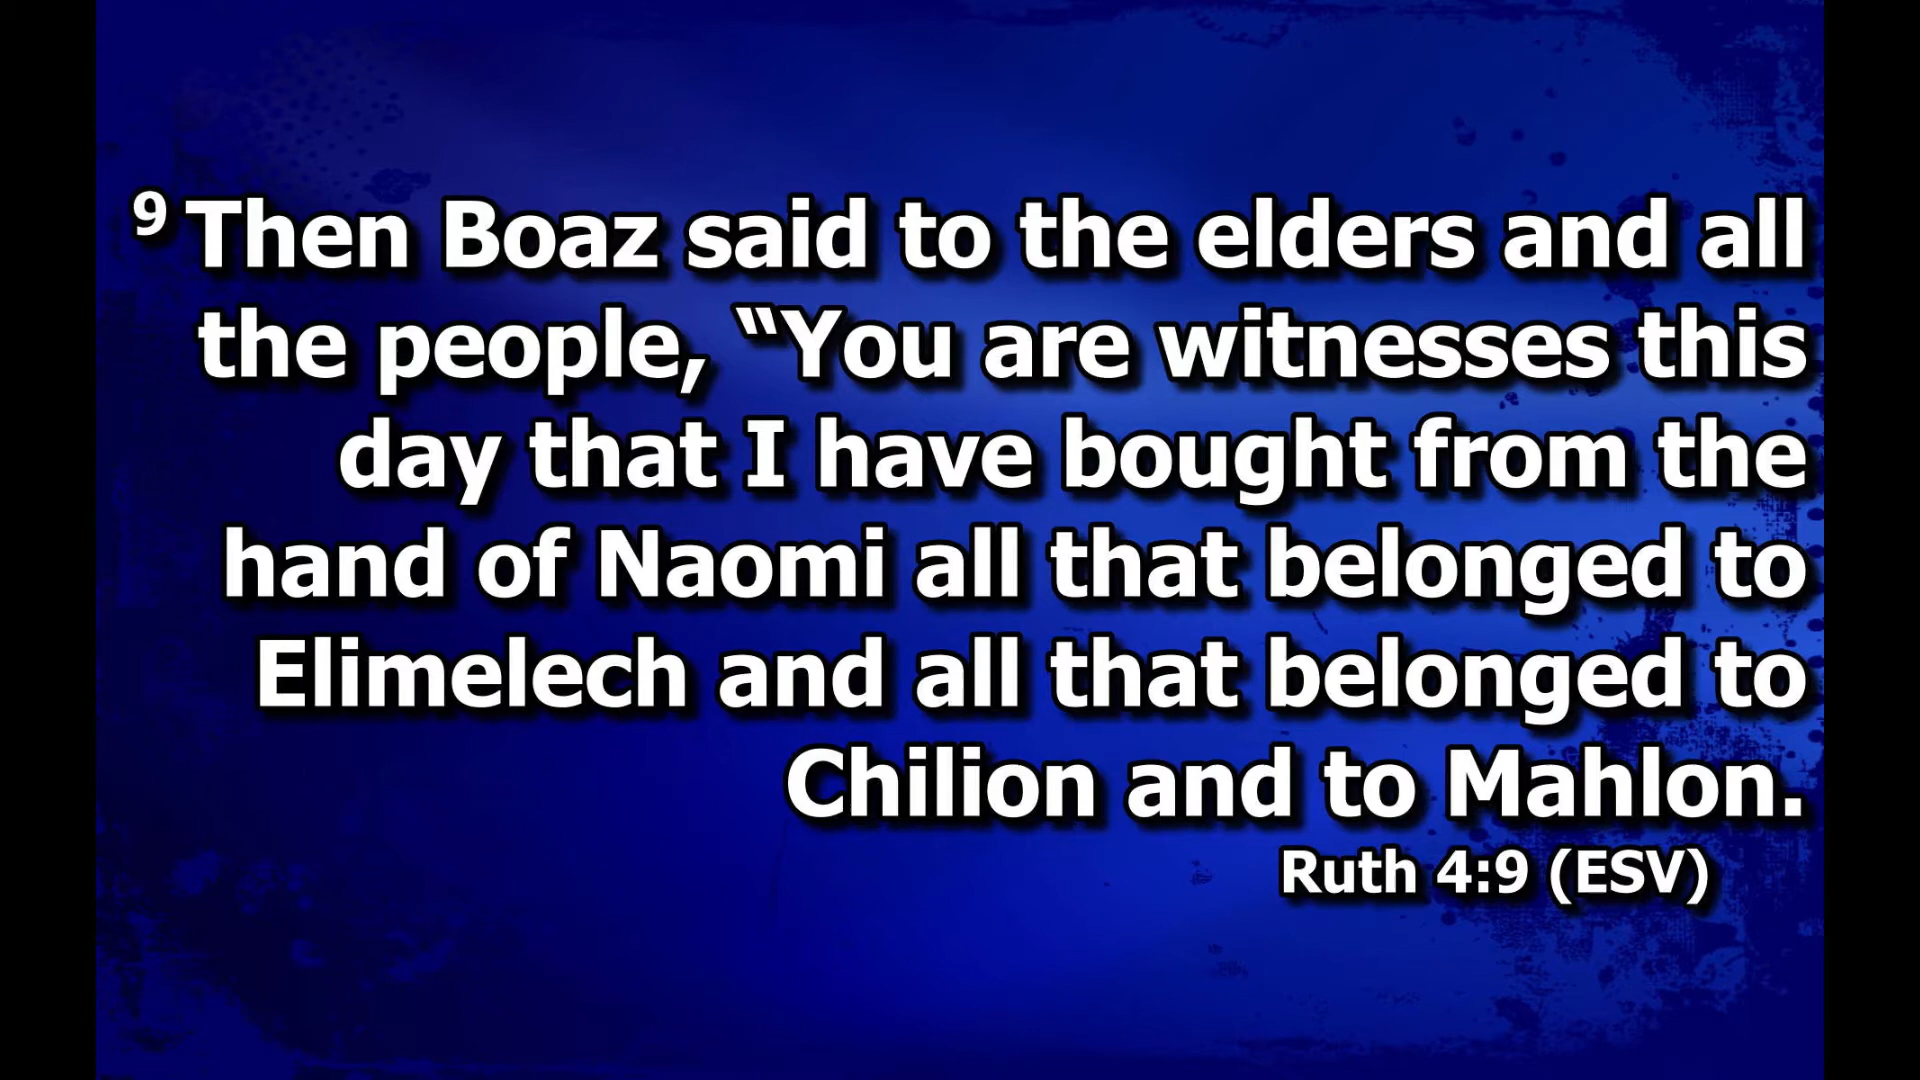 9 Then Boaz said to the elders and all
the people, “You are witnesses this
day that I have bought from the
hand of Naomi all that belonged to
Elimelech and all that belonged to
Chilion and to Mahlon.
Ruth 4:9 (ESV)